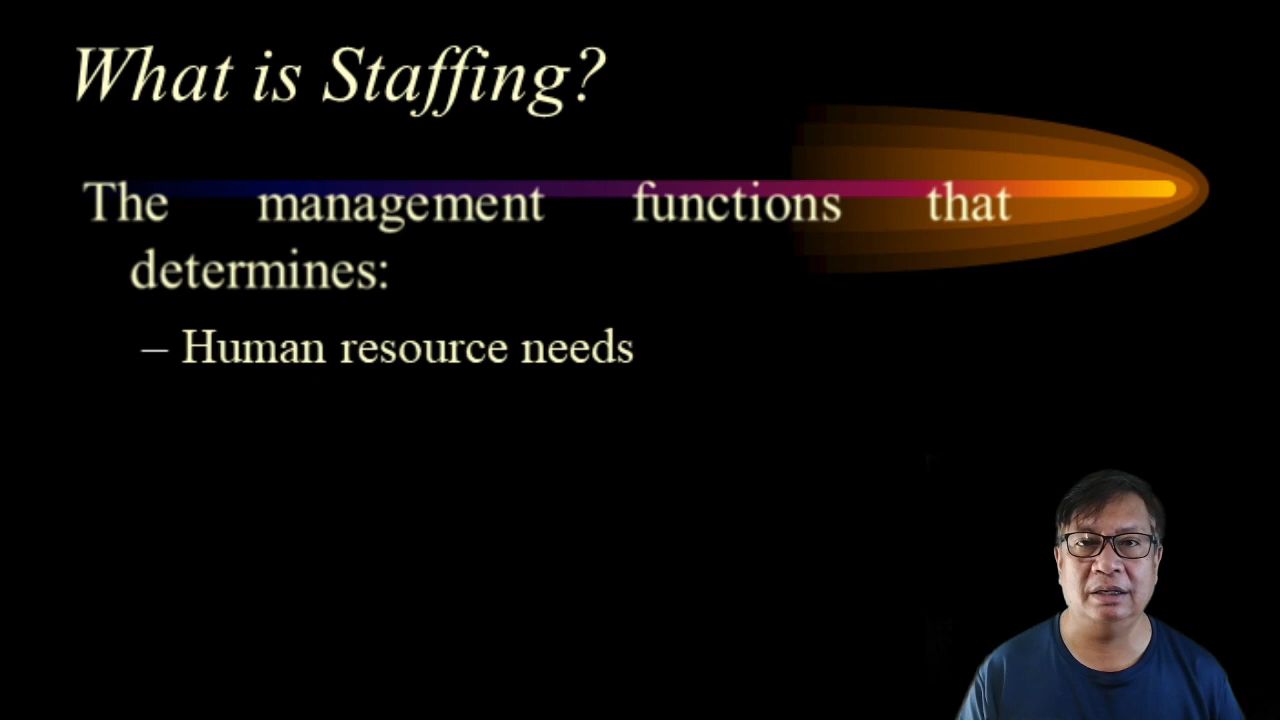 What is Staffing?
The management functions that
determines:
– Human resource needs